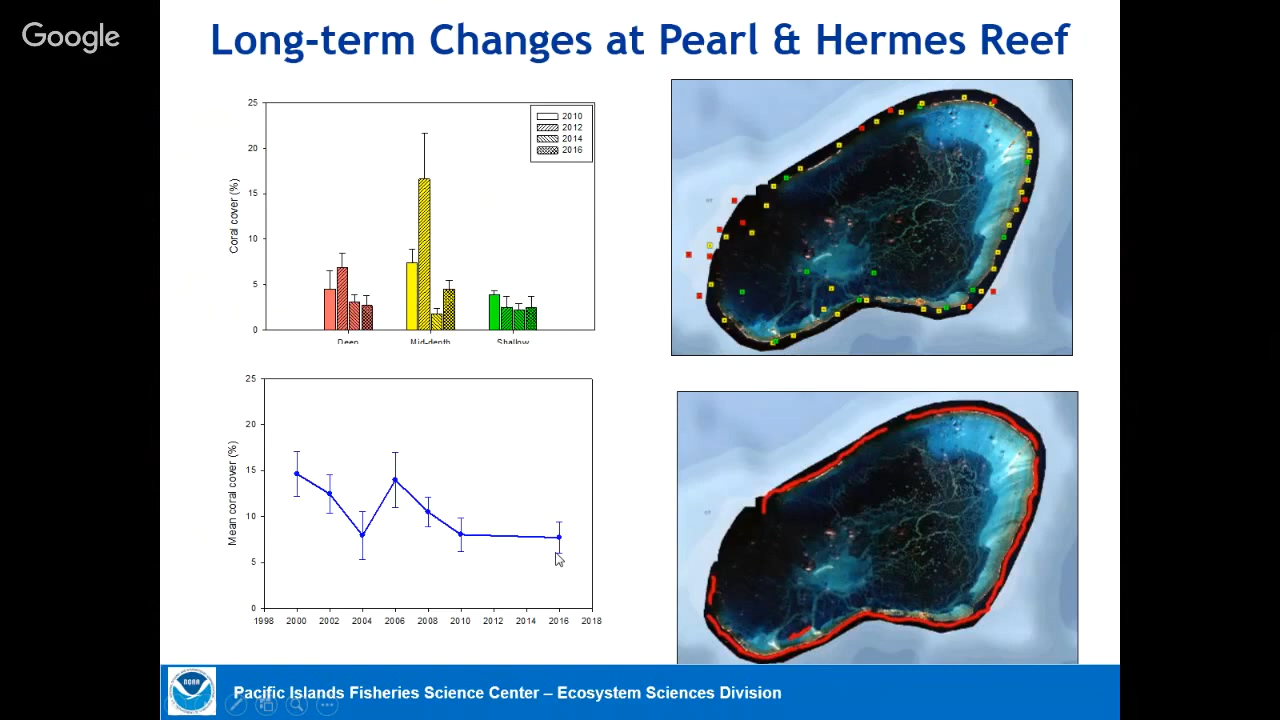 Google
Long-term Changes at Pearl & Hermes Reef
25
20
15
10
5
0
Coral cover (%)
2010
2012
2014
2016
Deep
Mid-depth
Shallow
25
20
15
10
5
0
Mean coral cover (%)
1998 2000 2002 2004 2006 2008 2010 2012 2014 2016 2018
NOAA
Pacific Islands Fisheries Science Center – Ecosystem Sciences Division